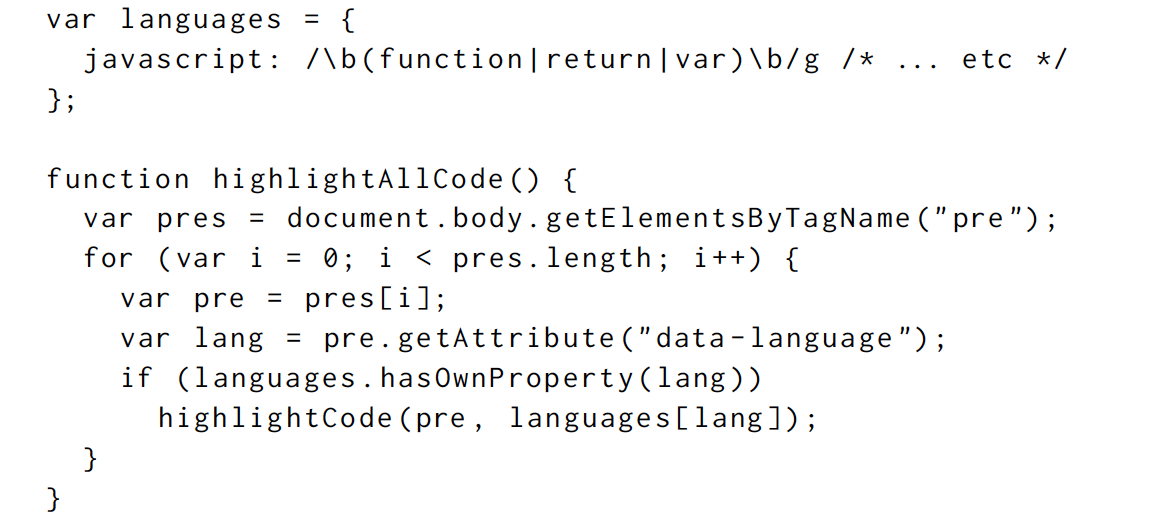 var languages = {
  javascript: /\b(function|return|var)\b/g /* ... etc */
};

function highlightAllCode() {
  var pres = document.body.getElementsByTagName("pre");
  for (var i = 0; i < pres.length; i++) {
    var pre = pres[i];
    var lang = pre.getAttribute("data-language");
    if (languages.hasOwnProperty(lang))
      highlightCode(pre, languages[lang]);
  }
}